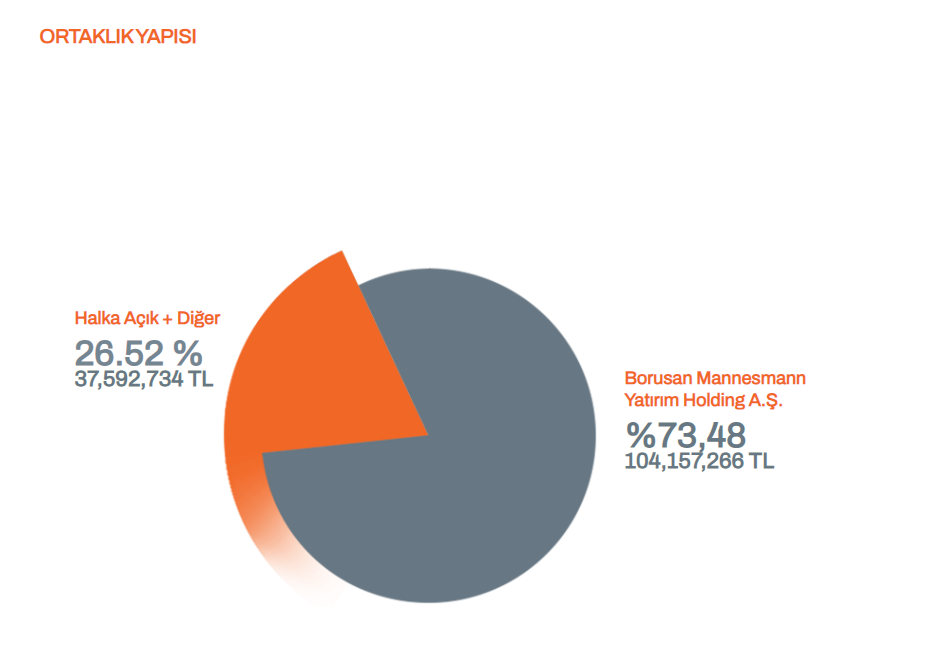 ORTAKLIK YAPISI
Halka Açık + Diğer
26.52 %
37,592,734 TL
Borusan Mannesmann
Yatırım Holding A.Ş.
%73,48
104,157,266 TL